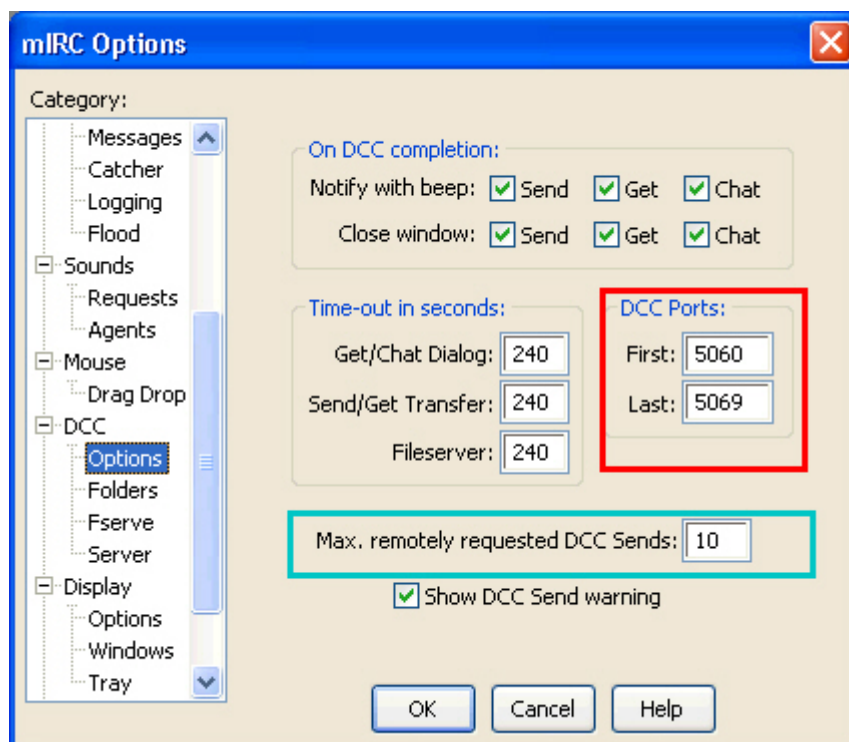 mIRC Options
Category:
Messages
Catcher
Logging
Flood
Sounds
Requests
Agents
Mouse
Drag Drop
DCC
Options
Folders
Fserve
Server
Display
Options
Windows
Tray
On DCC completion:
Notify with beep: Send Get Chat
Close window: Send Get Chat
Time-out in seconds:
Get/Chat Dialog: 240
Send/Get Transfer: 240
Fileserver: 240
DCC Ports:
First: 5060
Last: 5069
Max. remotely requested DCC Sends: 10
Show DCC Send warning
OK Cancel Help